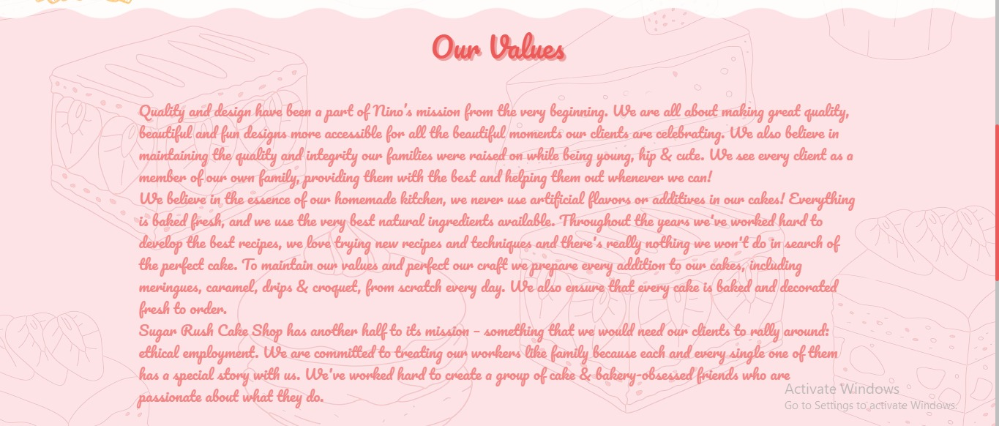 Our Values
Quality and design have been a part of Nino's mission from the very beginning. We are all about making great quality,
beautiful and fun designs more accessible for all the beautiful moments our clients are celebrating. We also believe in
maintaining the quality and integrity our families were raised on while being young, hip & cute. We see every client as a
member of our own family, providing them with the best and helping them out whenever we can!
We believe in the essence of our homemade kitchen, we never use artificial flavors or additives in our cakes! Everything
is baked fresh, and we use the very best natural ingredients available. Throughout the years we've worked hard to
develop the best recipes, we love trying new recipes and techniques and there's really nothing we won't do in search of
the perfect cake. To maintain our values and perfect our craft we prepare every addition to our cakes, including
meringues, caramel, drips & croquet, from scratch every day. We also ensure that every cake is baked and decorated
fresh to order.
Sugar Rush Cake Shop has another half to its mission – something that we would need our clients to rally around:
ethical employment. We are committed to treating our workers like family because each and every single one of them
has a special story with us. We've worked hard to create a group of cake & bakery-obsessed friends who are
passionate about what they do.
Activate Windows
Go to Settings to activate Windows.